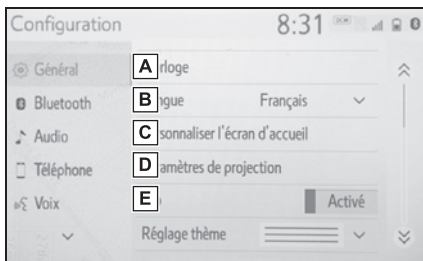 Configuration 8:31
Général
A rloge
Bluetooth
B ngue Français
Audio
C sonnaliser l'écran d'accueil
Téléphone
D amètres de projection
Voix
E Activé
Réglage thème